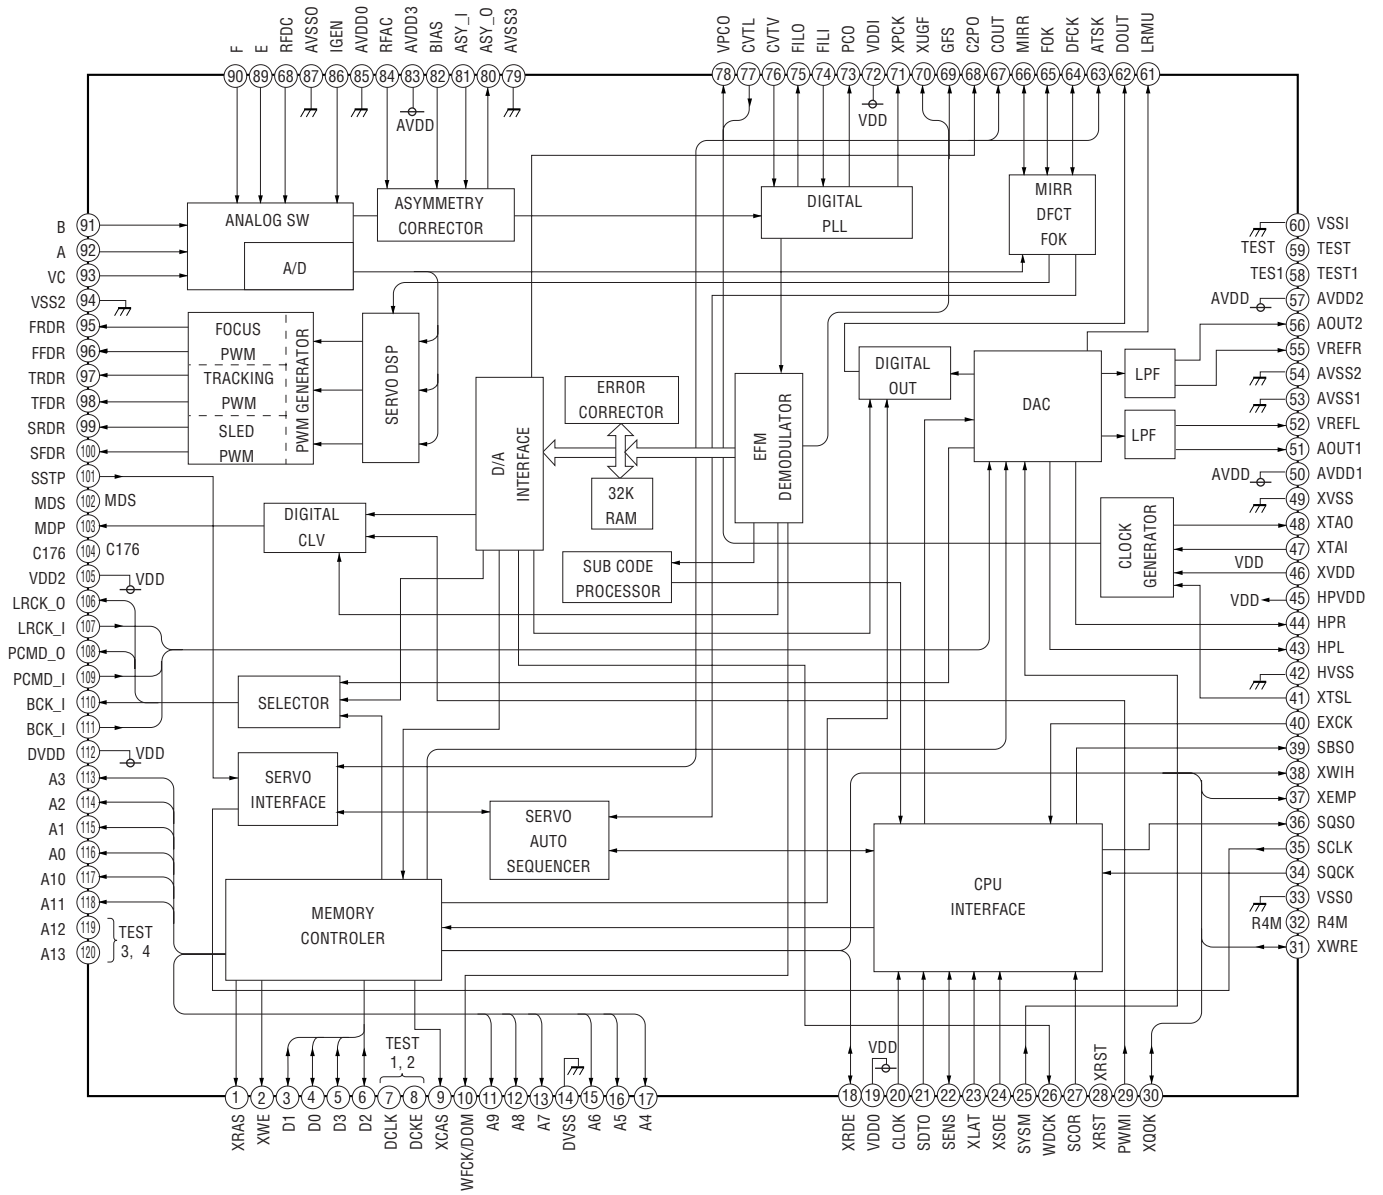 F
E
RFDC
AVSS0
IGEN
AVDD0
RFAC
AVDD3
BIAS
ASY_I
ASY_O
AVSS3
VPCO
CVTL
CVTV
FILO
FILI
PCO
VDDI
XPCK
XUGF
GFS
C2PO
COUT
MIRR
FOK
DFCK
ATSK
DOUT
LRMU
90
89
68
87
86
85
84
83
82
81
80
79
78
77
76
75
74
73
72
71
70
69
68
67
66
65
64
63
62
61
AVDD
VDD
B 91
A 92
VC 93
VSS2 94
FRDR 95
FFDR 96
TRDR 97
TFDR 98
SRDR 99
SFDR 100
SSTP 101
MDS 102 MDS
MDP 103
C176 104 C176
VDD2 105 VDD
LRCK_O 106
LRCK_I 107
PCMD_O 108
PCMD_I 109
BCK_I 110
BCK_I 111
DVDD 112 VDD
A3 113
A2 114
A1 115
A0 116
A10 117
A11 118
A12 119
A13 120
TEST
3, 4
ANALOG SW
A/D
ASYMMETRY
CORRECTOR
DIGITAL
PLL
MIRR
DFCT
FOK
FOCUS
PWM
TRACKING
PWM
SLED
PWM
PWM GENERATOR
SERVO DSP
D/A
INTERFACE
ERROR
CORRECTOR
32K
RAM
EFM
DEMODULATOR
DIGITAL
OUT
DAC
LPF
LPF
DIGITAL
CLV
SUB CODE
PROCESSOR
CLOCK
GENERATOR
SELECTOR
SERVO
INTERFACE
SERVO
AUTO
SEQUENCER
MEMORY
CONTROLER
CPU
INTERFACE
60 VSSI
TEST 59 TEST
TES1 58 TEST1
AVDD 57 AVDD2
56 AOUT2
55 VREFR
54 AVSS2
53 AVSS1
52 VREFL
51 AOUT1
AVDD 50 AVDD1
49 XVSS
48 XTAO
47 XTAI
VDD 46 XVDD
VDD 45 HPVDD
44 HPR
43 HPL
42 HVSS
41 XTSL
40 EXCK
39 SBSO
38 XWIH
37 XEMP
36 SQSO
35 SCLK
34 SQCK
33 VSS0
R4M 32 R4M
31 XWRE
TEST
1, 2
VDD
XRST
1
2
3
4
5
6
7
8
9
10
11
12
13
14
15
16
17
18
19
20
21
22
23
24
25
26
27
28
29
30
XRAS
XWE
D1
D0
D3
D2
DCLK
DCKE
XCAS
WFCK/DOM
A9
A8
A7
DVSS
A6
A5
A4
XRDE
VDD0
CLOK
SDTO
SENS
XLAT
XSOE
SYSM
WDCK
SCOR
XRST
PWMI
XQOK